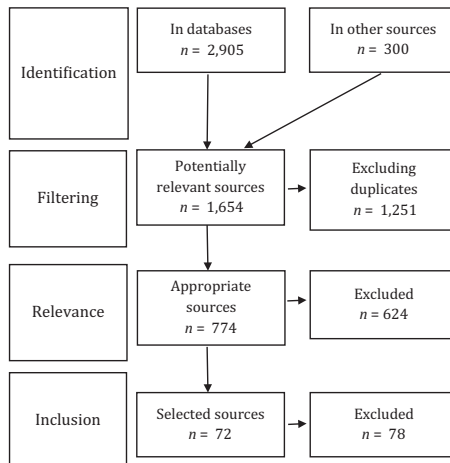 Identification
In databases
n = 2,905
In other sources
n = 300
Filtering
Potentially
relevant sources
n = 1,654
Excluding
duplicates
n = 1,251
Relevance
Appropriate
sources
n = 774
Excluded
n = 624
Inclusion
Selected sources
n = 72
Excluded
n = 78